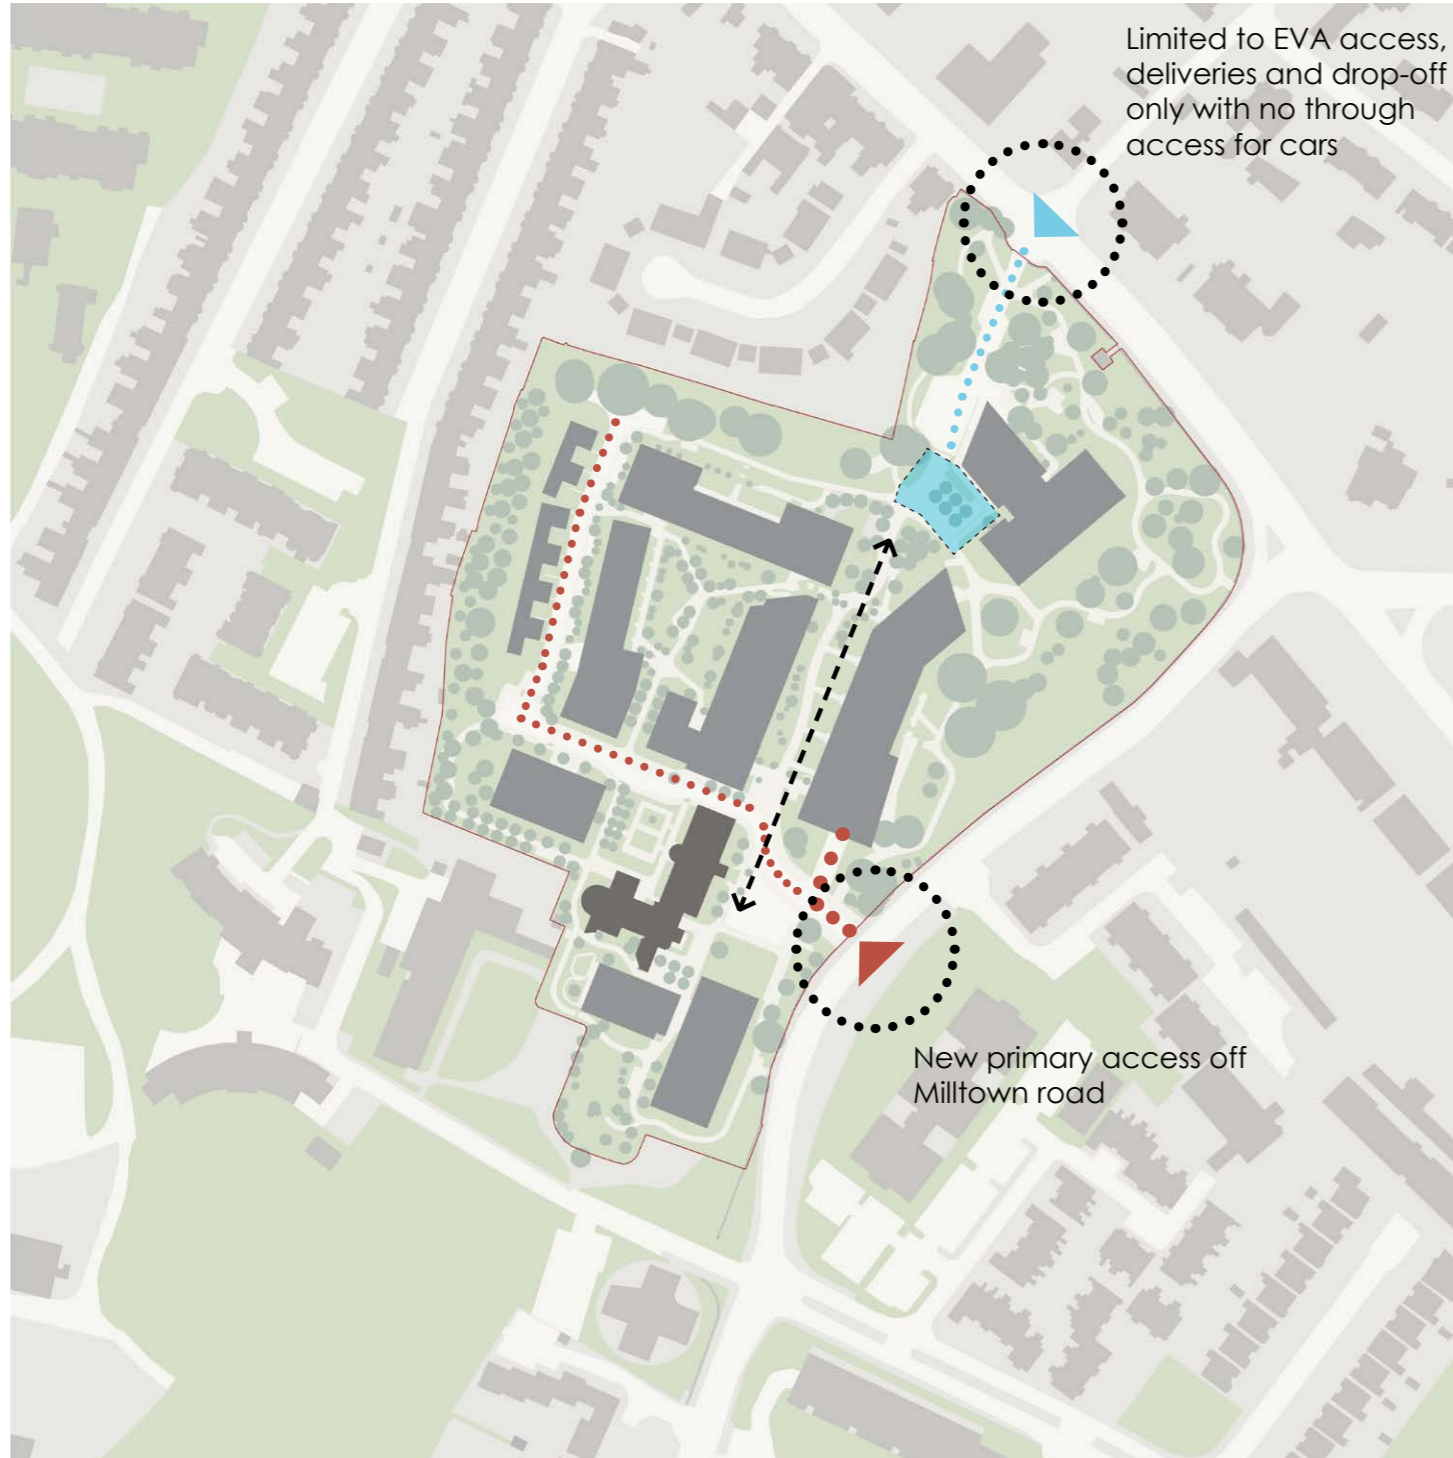 Limited to EVA access,
deliveries and drop-off
only with no through
access for cars
New primary access off
Milltown road